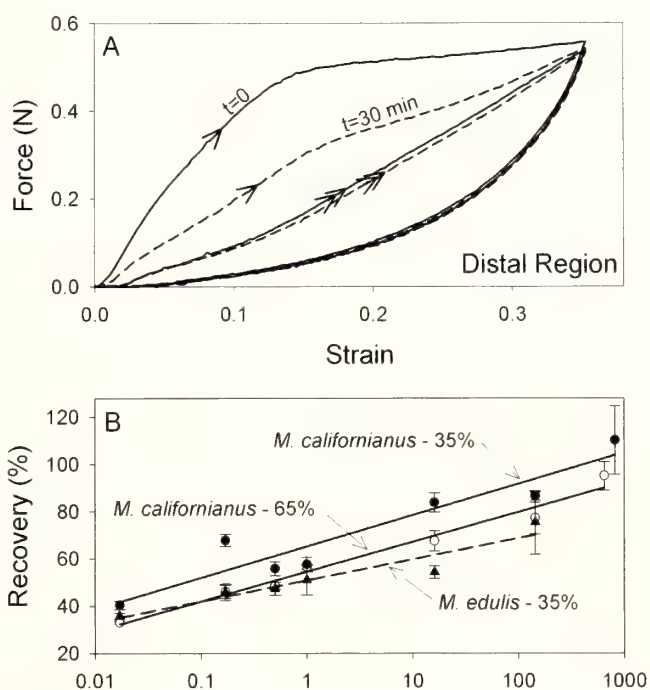 A
0.6
0.4
0.2
0.0
Force (N)
t=0
t=30 min
Distal Region
0.0 0.1 0.2 0.3
Strain
B
120
100
80
60
40
20
Recovery (%)
M. californianus - 35%
M. californianus - 65%
M. edulis - 35%
0.01 0.1 1 10 100 1000